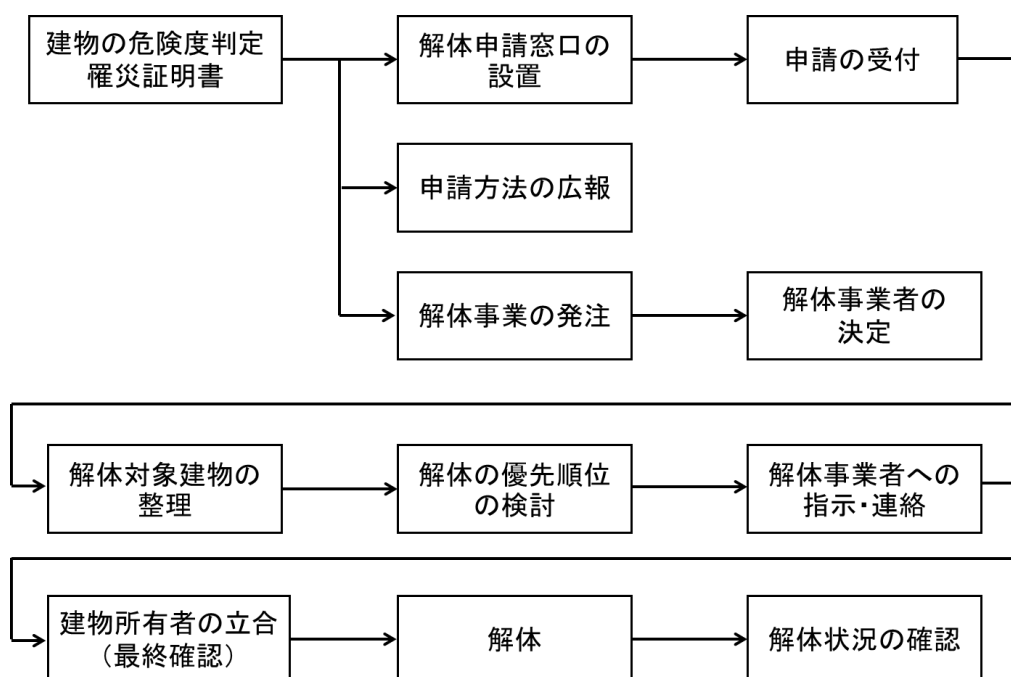 建物の危険度判定
罹災証明書
解体申請窓口の
設置
申請の受付
申請方法の広報
解体事業の発注
解体事業者の
決定
解体対象建物の
整理
解体の優先順位
の検討
解体事業者への
指示・連絡
建物所有者の立合
（最終確認）
解体
解体状況の確認